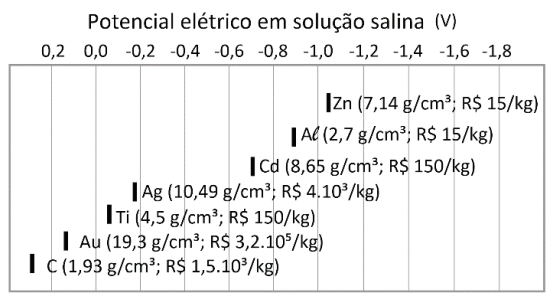 Potencial elétrico em solução salina (V)
0,2 0,0 -0,2 -0,4 -0,6 -0,8 -1,0 -1,2 -1,4 -1,6 -1,8
Zn (7,14 g/cm³; R$ 15/kg)
Aℓ (2,7 g/cm³; R$ 15/kg)
Cd (8,65 g/cm³; R$ 150/kg)
Ag (10,49 g/cm³; R$ 4.10³/kg)
Ti (4,5 g/cm³; R$ 150/kg)
Au (19,3 g/cm³; R$ 3,2.10⁵/kg)
C (1,93 g/cm³; R$ 1,5.10³/kg)